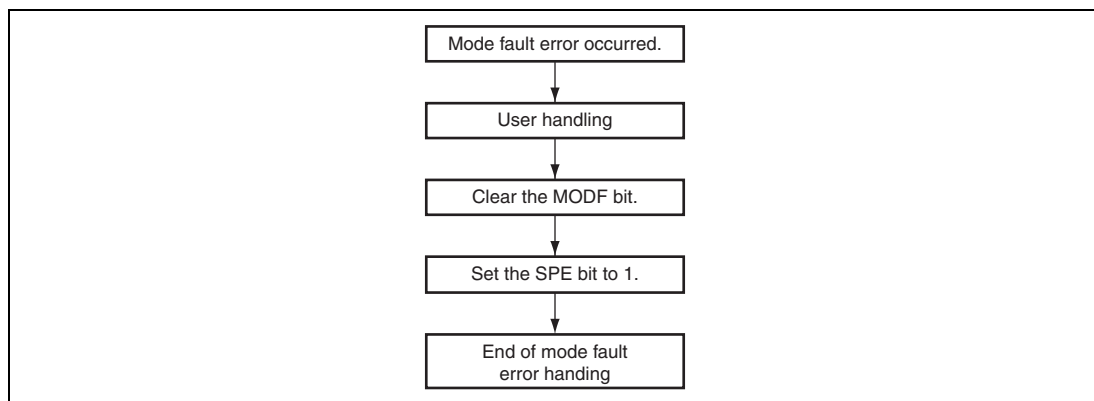 Mode fault error occurred.
User handling
Clear the MODF bit.
Set the SPE bit to 1.
End of mode fault
error handing